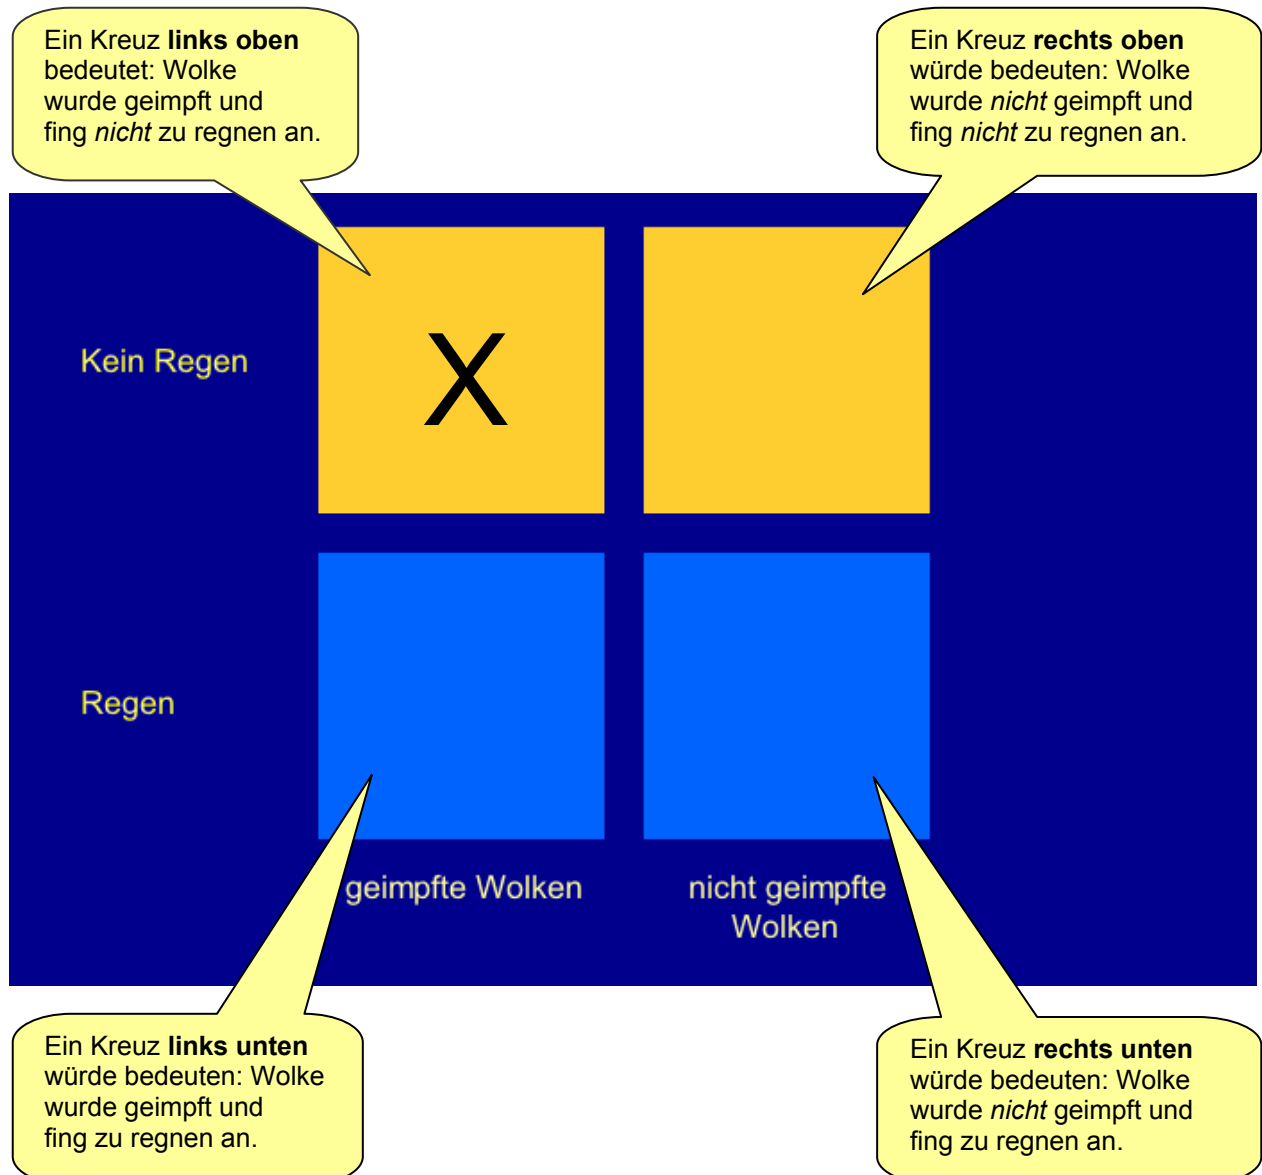 Ein Kreuz links oben
bedeutet: Wolke
wurde geimpft und
fing nicht zu regnen an.
Ein Kreuz rechts oben
würde bedeuten: Wolke
wurde nicht geimpft und
fing nicht zu regnen an.
Kein Regen
X
Regen
geimpfte Wolken
nicht geimpfte
Wolken
Ein Kreuz links unten
würde bedeuten: Wolke
wurde geimpft und
fing zu regnen an.
Ein Kreuz rechts unten
würde bedeuten: Wolke
wurde nicht geimpft und
fing zu regnen an.